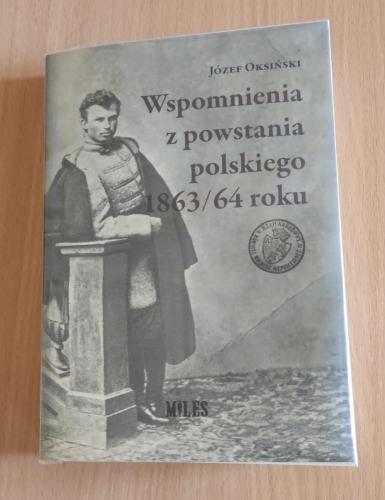 Józef Oksiński
Wspomnienia
z powstania
polskiego
1863/64 roku
MILES